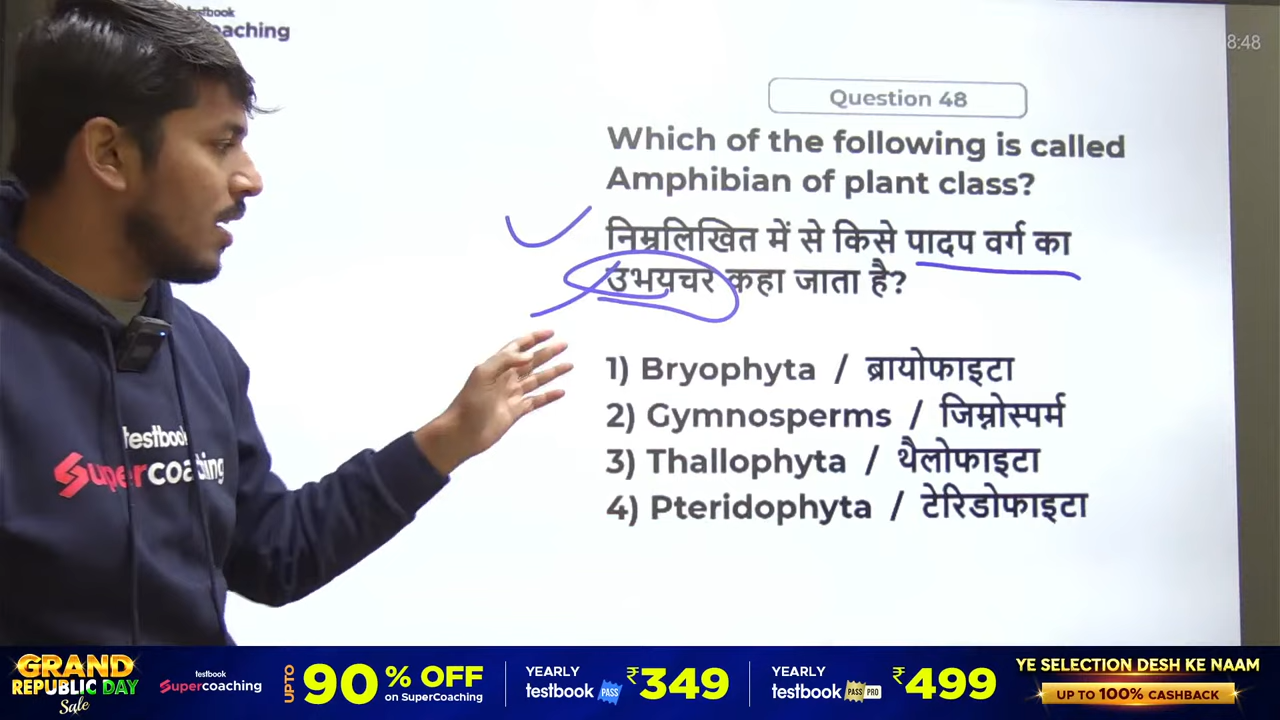 testbook
coaching
8:48
Question 48
Which of the following is called
Amphibian of plant class?
निम्नलिखित में से किसे पादप वर्ग का
उभयचर कहा जाता है?
1) Bryophyta / ब्रायोफाइटा
2) Gymnosperms / जिम्नोस्पर्म
3) Thallophyta / थैलोफाइटा
4) Pteridophyta / टेरिडोफाइटा
testbook
Supercoaching
GRAND
REPUBLIC DAY
Sale
testbook
Supercoaching
UPTO 90% OFF
on SuperCoaching
YEARLY
testbook PASS ₹349
YEARLY
testbook PASS PRO ₹499
YE SELECTION DESH KE NAAM
UP TO 100% CASHBACK